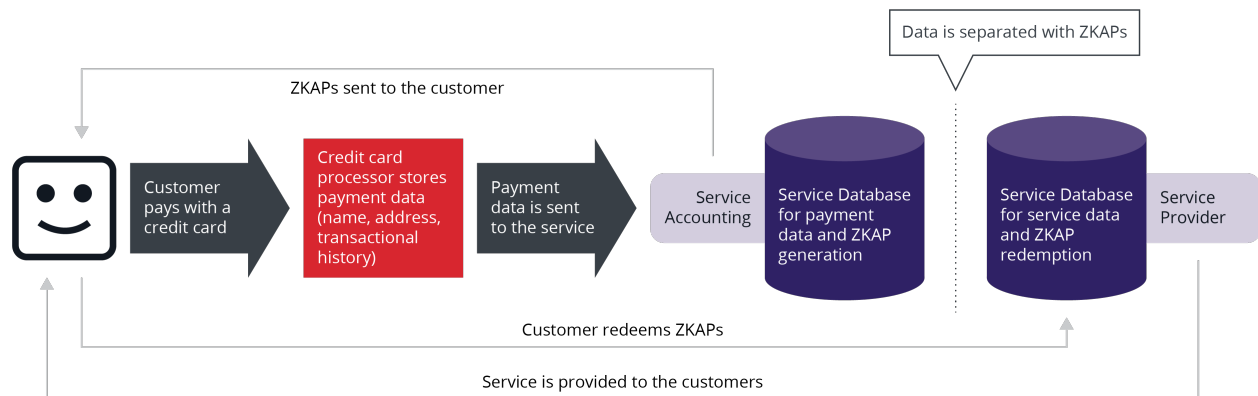 Data is separated with ZKAPs
ZKAPs sent to the customer
Customer
pays with a
credit card
Credit card
processor stores
payment data
(name, address,
transactional
history)
Payment
data is sent
to the service
Service
Accounting
Service Database
for payment
data and ZKAP
generation
Service Database
for service data
and ZKAP
redemption
Service
Provider
Customer redeems ZKAPs
Service is provided to the customers